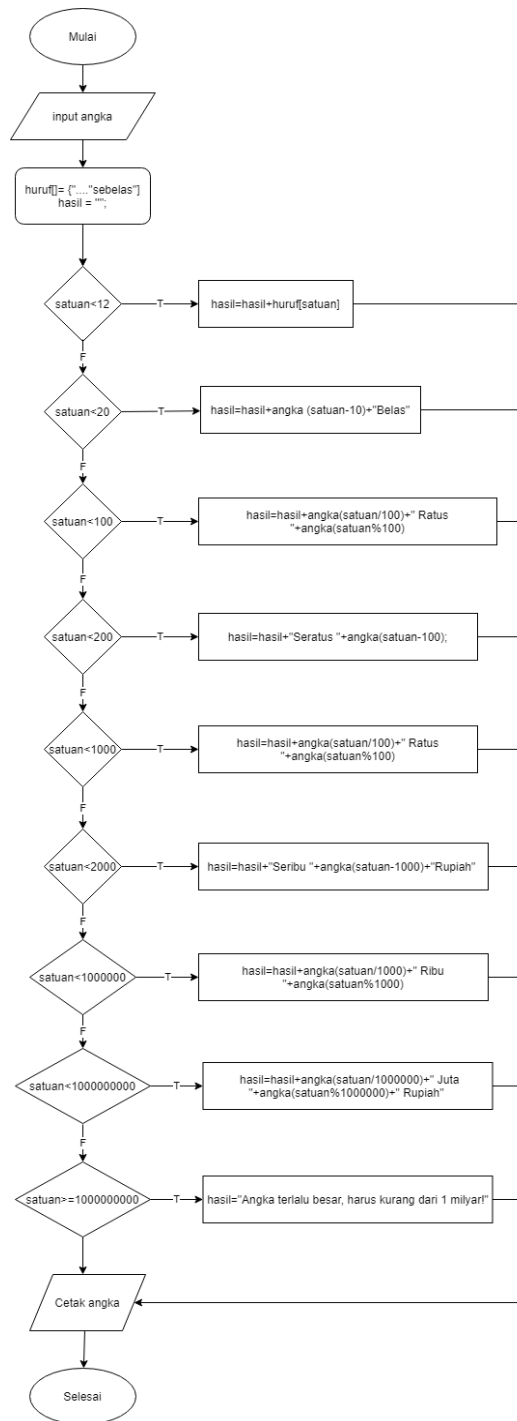 Mulai
input angka
huruf[]= {"...."sebelas"]
hasil = "";
satuan<12
T
hasil=hasil+huruf[satuan]
F
satuan<20
T
hasil=hasil+angka (satuan-10)+"Belas"
F
satuan<100
T
hasil=hasil+angka(satuan/100)+" Ratus
"+angka(satuan%100)
F
satuan<200
T
hasil=hasil+"Seratus "+angka(satuan-100);
F
satuan<1000
T
hasil=hasil+angka(satuan/100)+" Ratus
"+angka(satuan%100)
F
satuan<2000
T
hasil=hasil+"Seribu "+angka(satuan-1000)+"Rupiah"
F
satuan<1000000
T
hasil=hasil+angka(satuan/1000)+" Ribu
"+angka(satuan%1000)
F
satuan<1000000000
T
hasil=hasil+angka(satuan/1000000)+" Juta
"+angka(satuan%1000000)+" Rupiah"
F
satuan>=1000000000
T
hasil="Angka terlalu besar, harus kurang dari 1 milyar!"
Cetak angka
Selesai